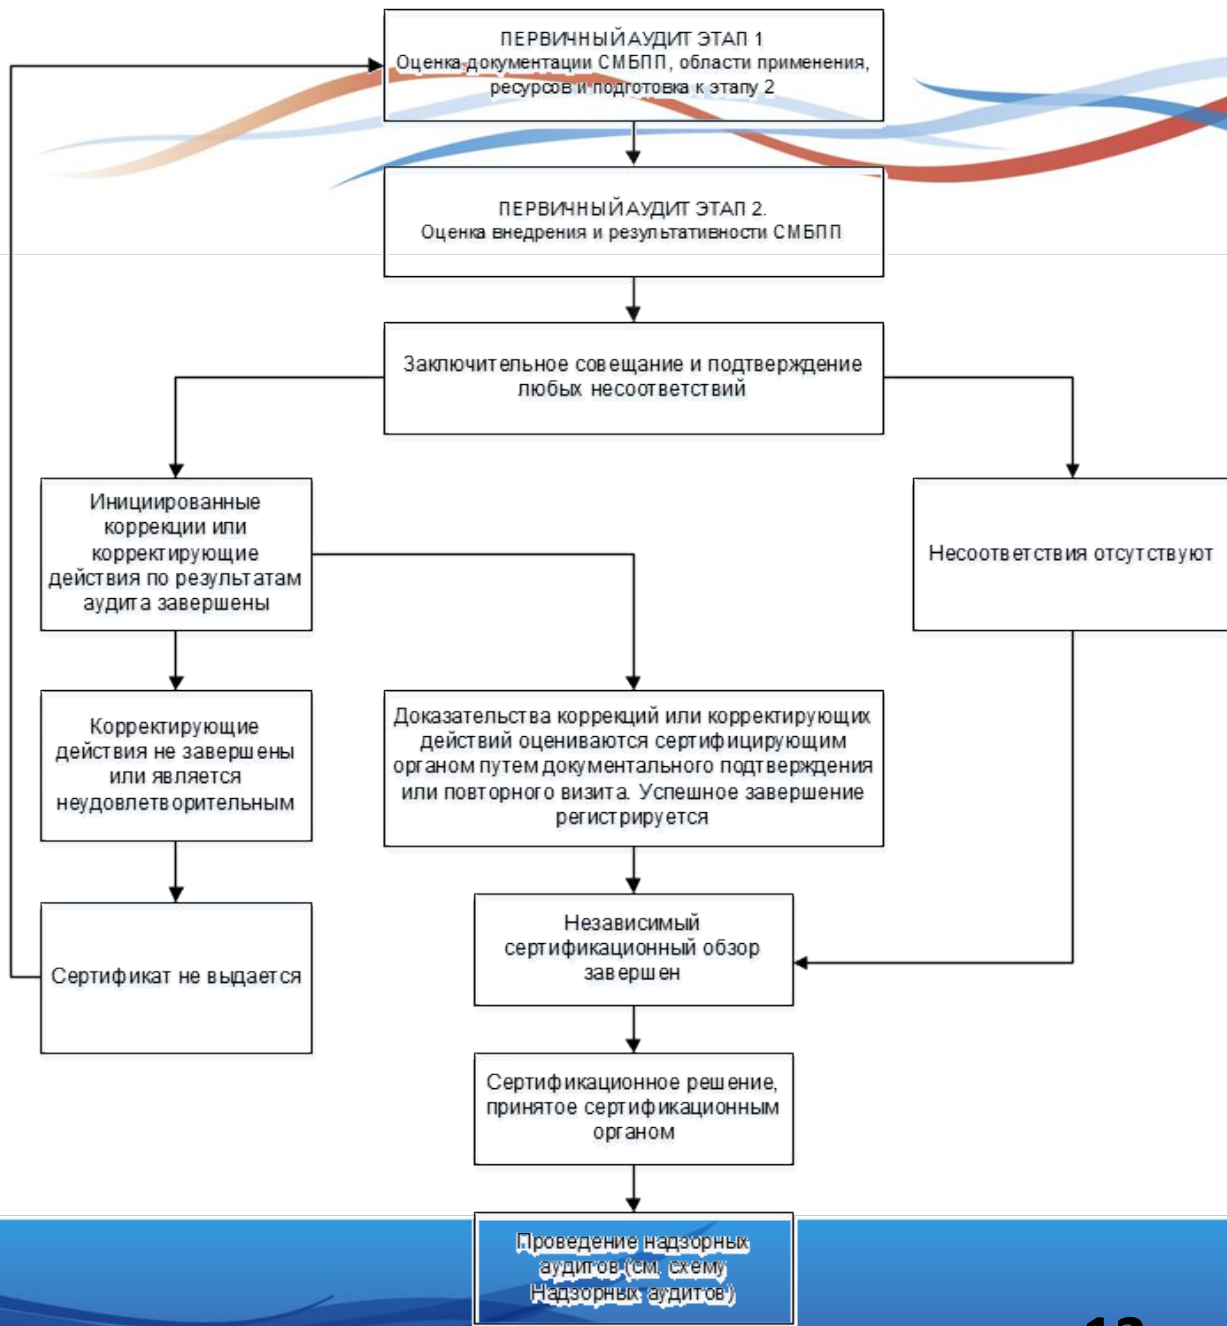 ПЕРВИЧНЫЙ АУДИТ ЭТАП 1
Оценка документации СМБПП, области применения,
ресурсов и подготовка к этапу 2
ПЕРВИЧНЫЙ АУДИТ ЭТАП 2.
Оценка внедрения и результативности СМБПП
Заключительное совещание и подтверждение
любых несоответствий
Инициированные
коррекции или
корректирующие
действия по результатам
аудита завершены
Несоответствия отсутствуют
Корректирующие
действия не завершены
или является
неудовлетворительным
Доказательства коррекций или корректирующих
действий оцениваются сертифицирующим
органом путем документального подтверждения
или повторного визита. Успешное завершение
регистрируется
Сертификат не выдается
Независимый
сертификационный обзор
завершен
Сертификационное решение,
принятое сертификационным
органом
Проведение надзорных
аудитов (см. схему
Надзорных аудитов)